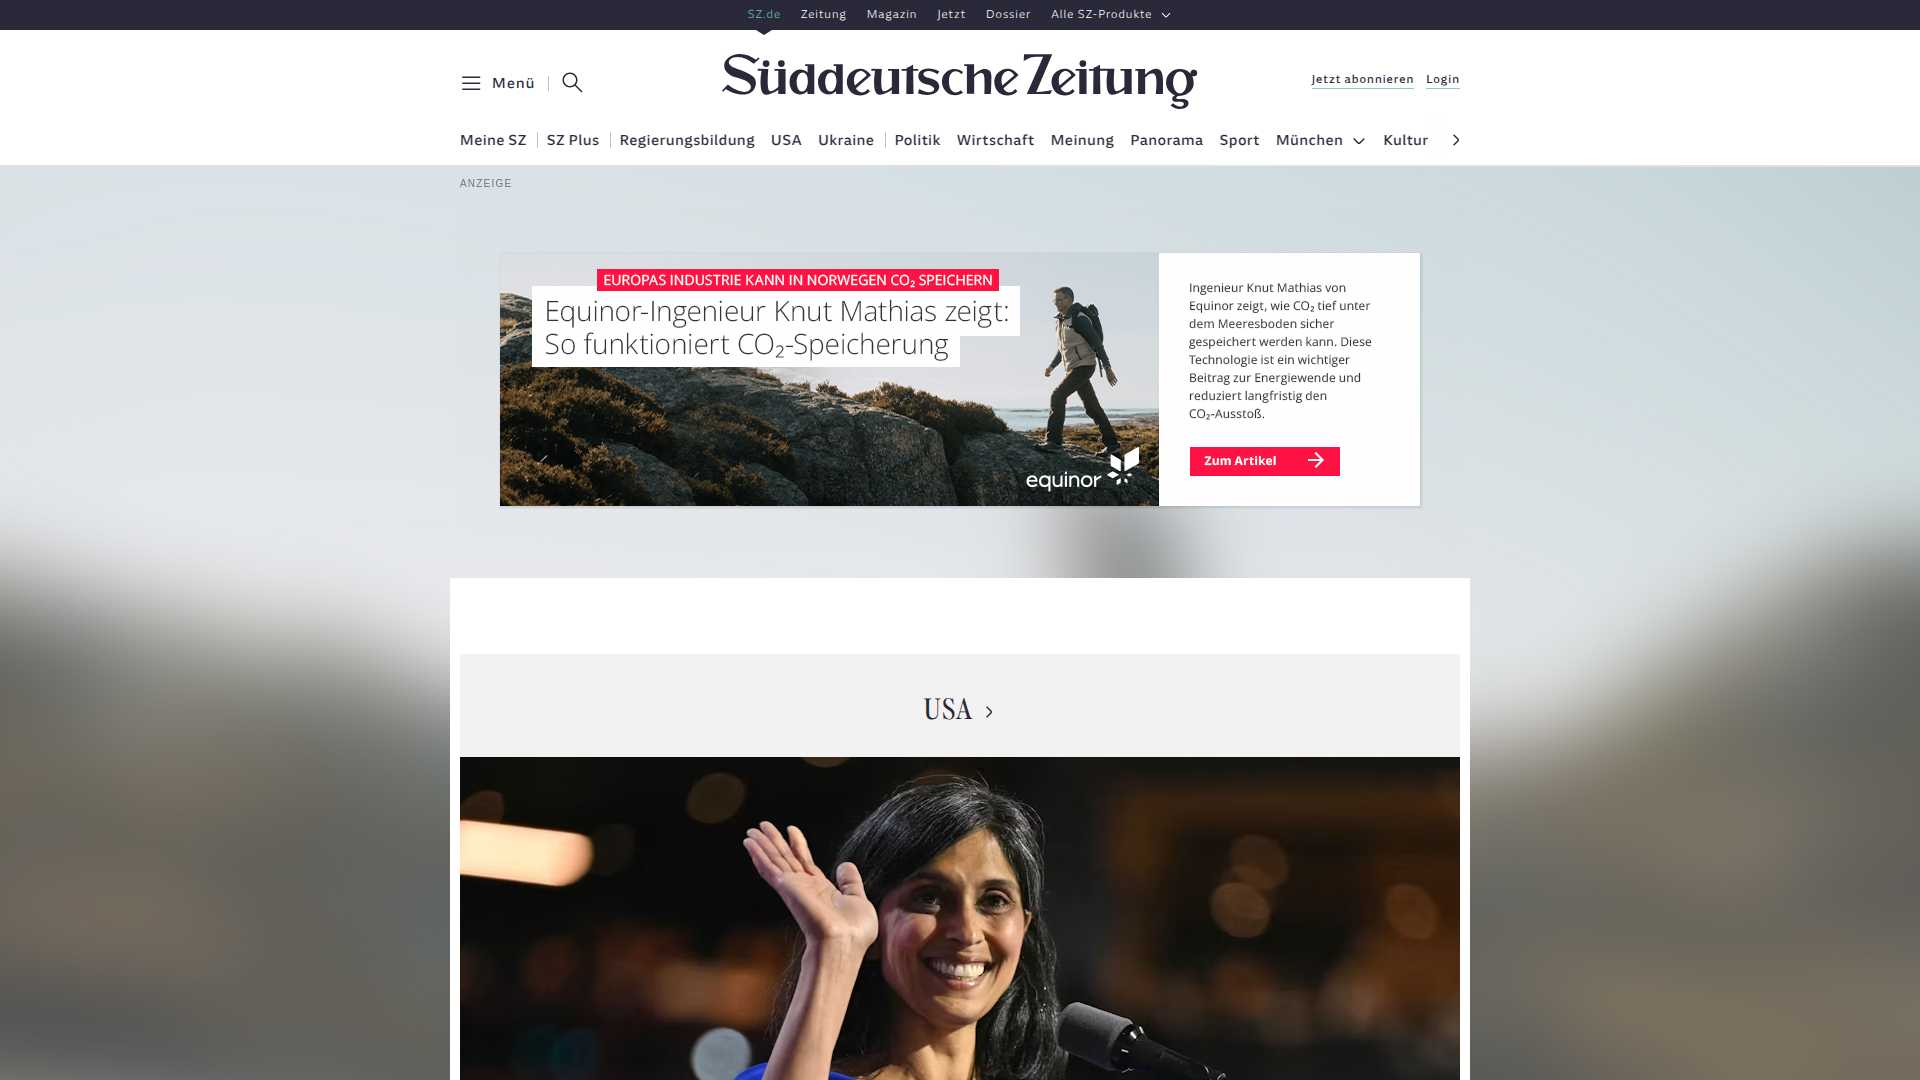 SZ.de Zeitung Magazin Jetzt Dossier Alle SZ-Produkte
Menü
Süddeutsche Zeitung
Jetzt abonnieren Login
Meine SZ SZ Plus Regierungsbildung USA Ukraine Politik Wirtschaft Meinung Panorama Sport München Kultur
ANZEIGE
EUROPAS INDUSTRIE KANN IN NORWEGEN CO₂ SPEICHERN
Equinor-Ingenieur Knut Mathias zeigt:
So funktioniert CO₂-Speicherung
equinor
Ingenieur Knut Mathias von
Equinor zeigt, wie CO₂ tief unter
dem Meeresboden sicher
gespeichert werden kann. Diese
Technologie ist ein wichtiger
Beitrag zur Energiewende und
reduziert langfristig den
CO₂-Ausstoß.
Zum Artikel
USA